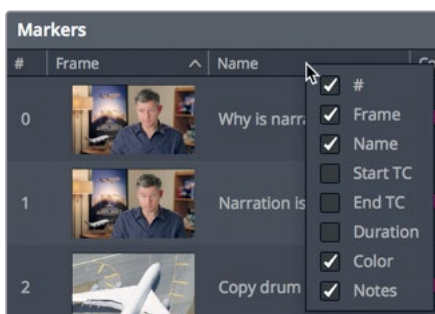 Markers
# Frame Name
#
0 Why is
Frame
Name
Start TC
1 Narration is
End TC
Duration
Color
2 Copy drum
Notes